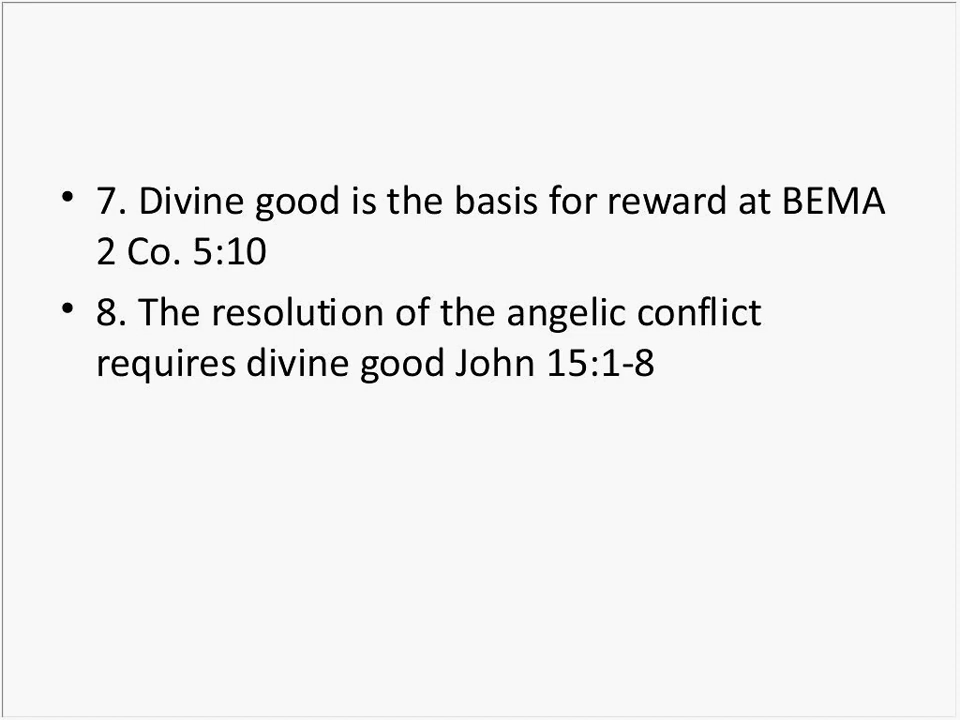 • 7. Divine good is the basis for reward at BEMA
2 Co. 5:10
• 8. The resolution of the angelic conflict
requires divine good John 15:1-8